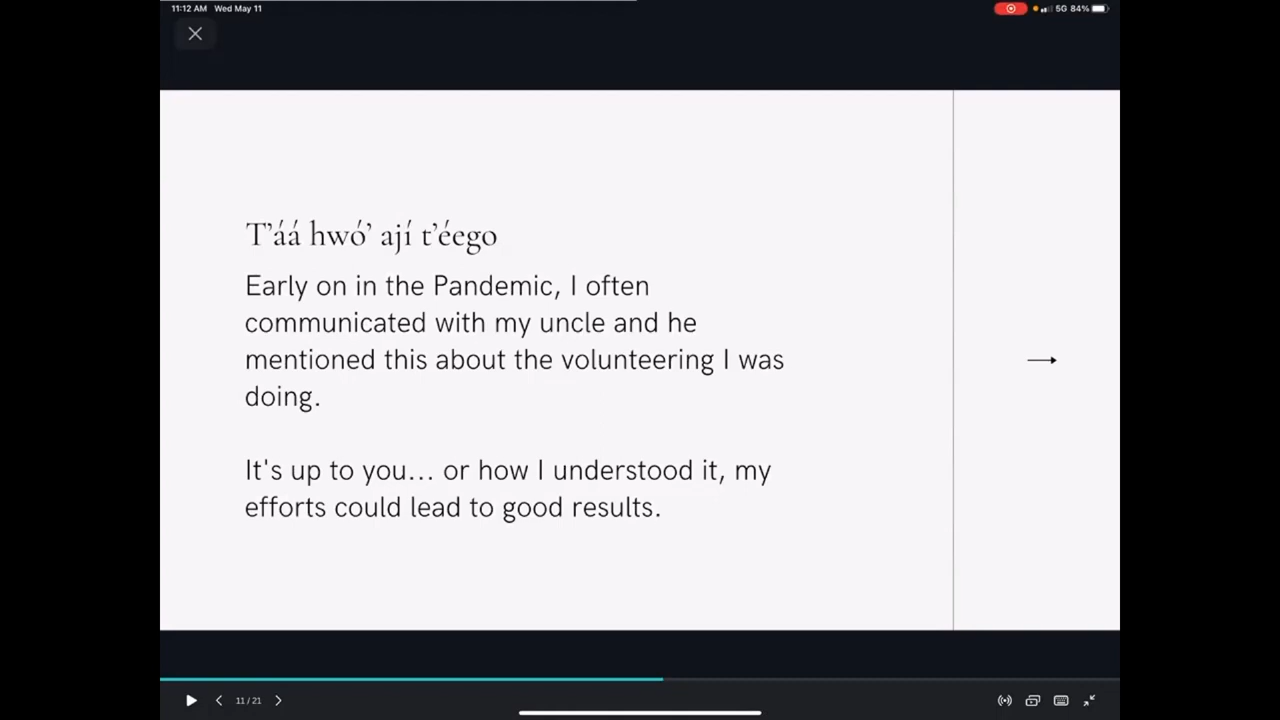 11:12 AM Wed May 11
5G 84%
T’áá hwó’ ají t’éego
Early on in the Pandemic, I often
communicated with my uncle and he
mentioned this about the volunteering I was
doing.
It's up to you... or how I understood it, my
efforts could lead to good results.
11 / 21